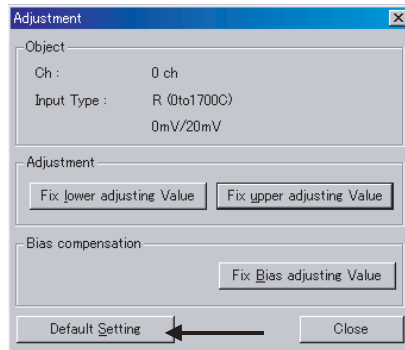 Adjustment
Object
Ch : 0 ch
Input Type : R (0to1700C)
0mV/20mV
Adjustment
Fix lower adjusting Value Fix upper adjusting Value
Bias compensation
Fix Bias adjusting Value
Default Setting Close